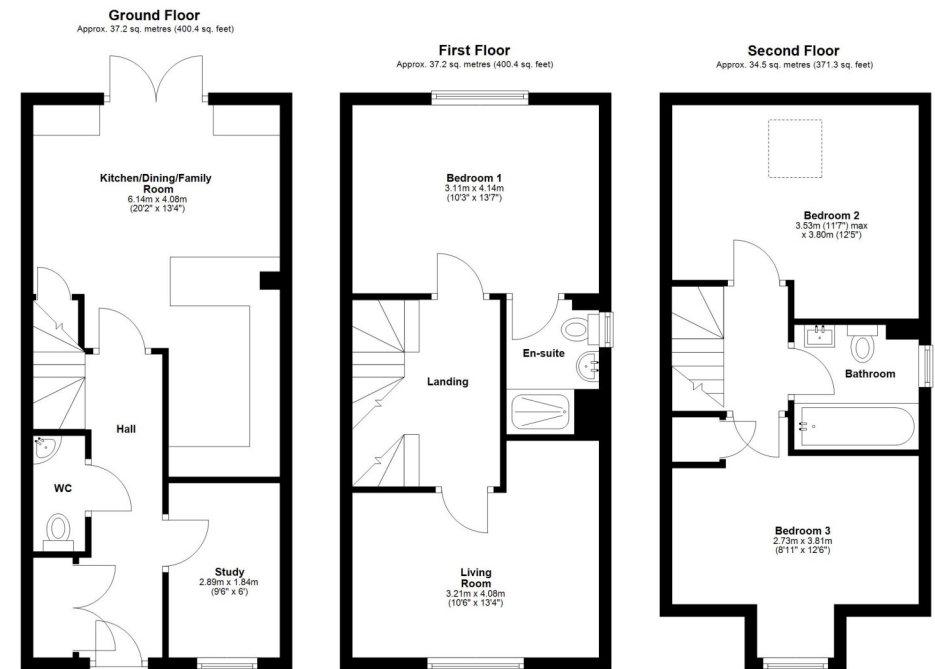 Ground Floor
Approx. 37.2 sq. metres (400.4 sq. feet)
Kitchen/Dining/Family
Room
6.14m x 4.08m
(20'2" x 13'4")
Hall
WC
Study
2.89m x 1.84m
(9'6" x 6')
First Floor
Approx. 37.2 sq. metres (400.4 sq. feet)
Bedroom 1
3.11m x 4.14m
(10'3" x 13'7")
En-suite
Landing
Living
Room
3.21m x 4.08m
(10'6" x 13'4")
Second Floor
Approx. 34.5 sq. metres (371.3 sq. feet)
Bedroom 2
3.53m (11'7") max
x 3.80m (12'5")
Bathroom
Bedroom 3
2.73m x 3.81m
(8'11" x 12'6")